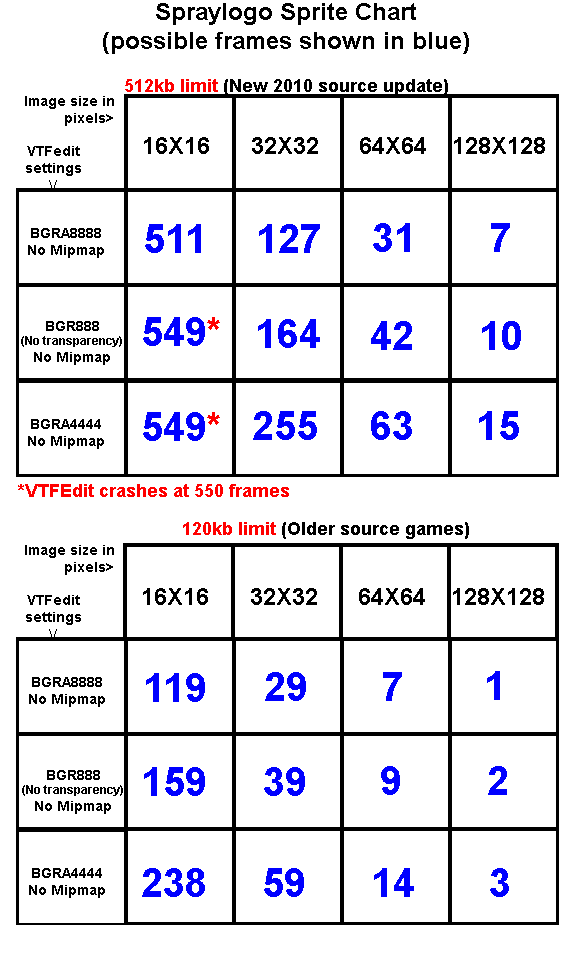 Spraylogo Sprite Chart
(possible frames shown in blue)
512kb limit (New 2010 source update)
Image size in
pixels>
VTFedit
settings
\/
16X16 32X32 64X64 128X128
BGRA8888
No Mipmap
511 127 31 7
BGR888
(No transparency)
No Mipmap
549* 164 42 10
BGRA4444
No Mipmap
549* 255 63 15
*VTFEdit crashes at 550 frames
120kb limit (Older source games)
Image size in
pixels>
VTFedit
settings
\/
16X16 32X32 64X64 128X128
BGRA8888
No Mipmap
119 29 7 1
BGR888
(No transparency)
No Mipmap
159 39 9 2
BGRA4444
No Mipmap
238 59 14 3